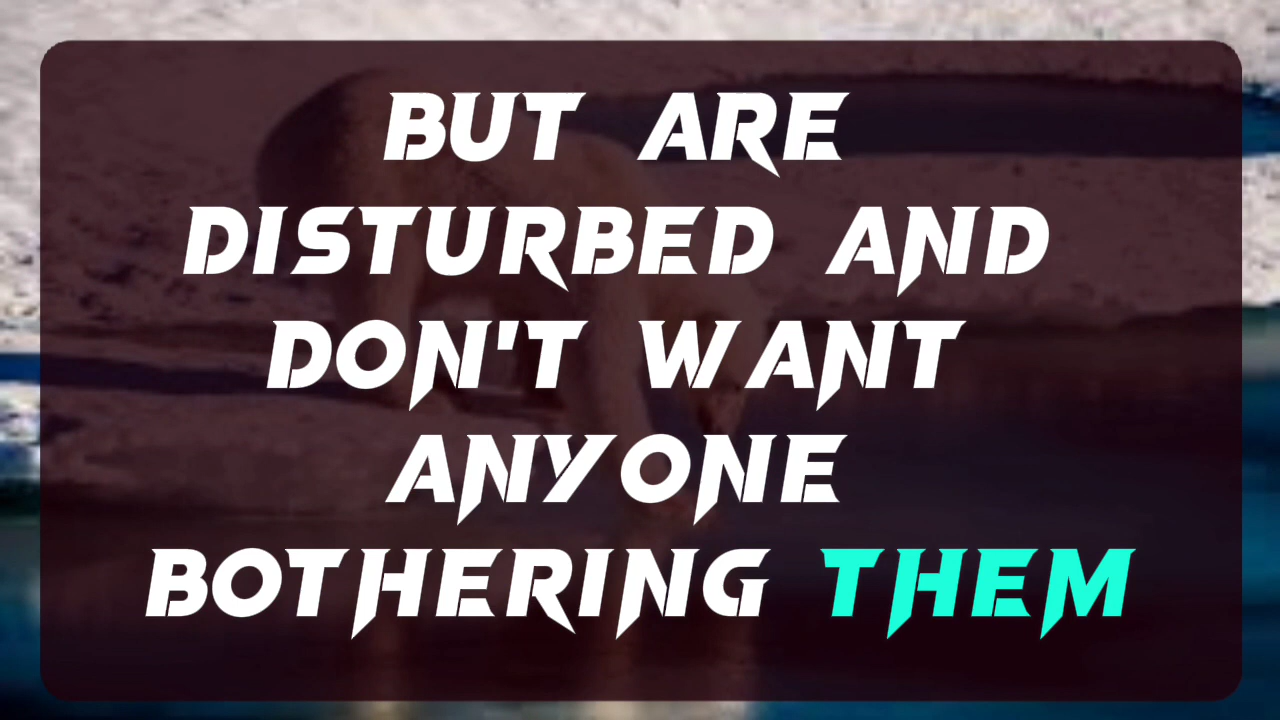 BUT ARE
DISTURBED AND
DON'T WANT
ANYONE
BOTHERING THEM